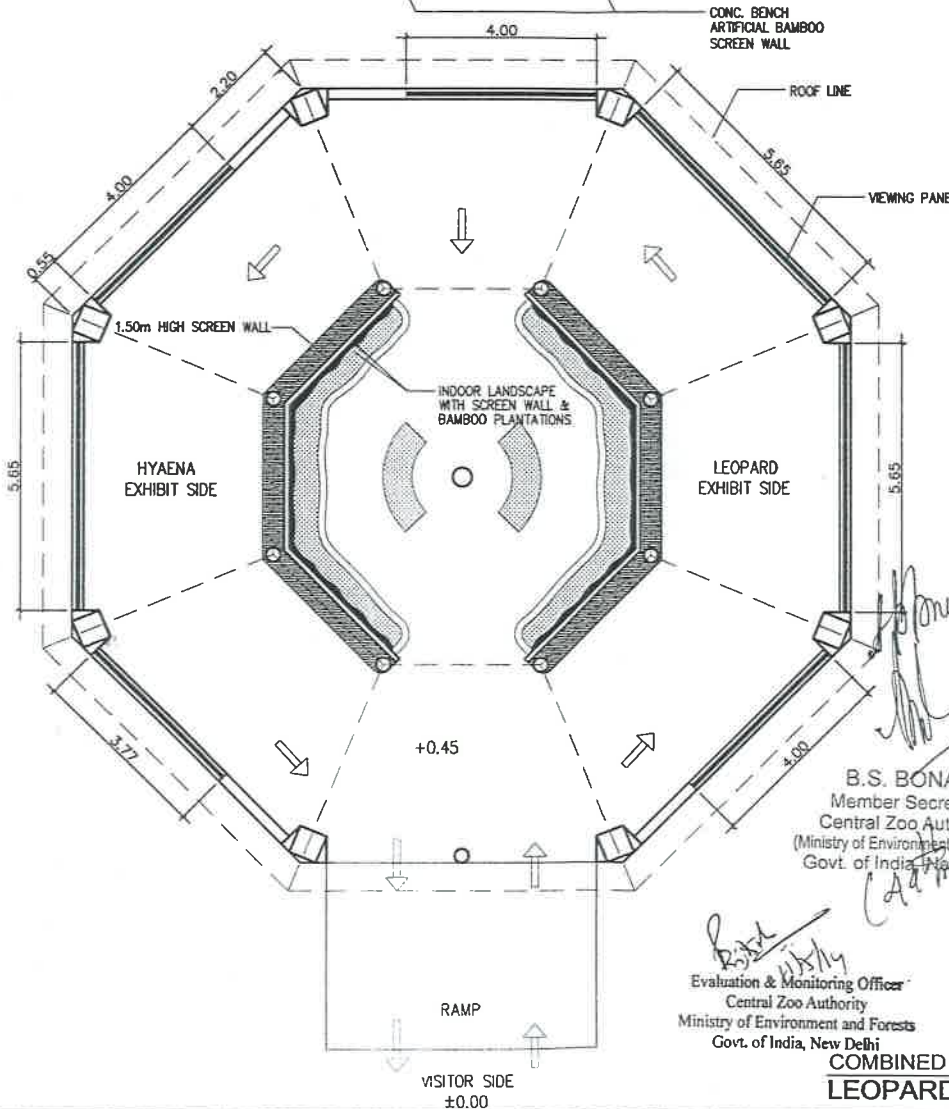 CONC. BENCH
ARTIFICIAL BAMBOO
SCREEN WALL
4.00
ROOF LINE
2.20
5.65
4.00
VIEWING PANE
0.55
1.50m HIGH SCREEN WALL
INDOOR LANDSCAPE
WITH SCREEN WALL &
BAMBOO PLANTATIONS
HYAENA
EXHIBIT SIDE
LEOPARD
EXHIBIT SIDE
5.65
5.65
3.77
+0.45
4.00
B.S. BONA
Member Secre
Central Zoo Aut
(Ministry of Environment
Govt. of India
Evaluation & Monitoring Officer
Central Zoo Authority
Ministry of Environment and Forests
Govt. of India, New Delhi
RAMP
COMBINED
LEOPARD
VISITOR SIDE
±0.00